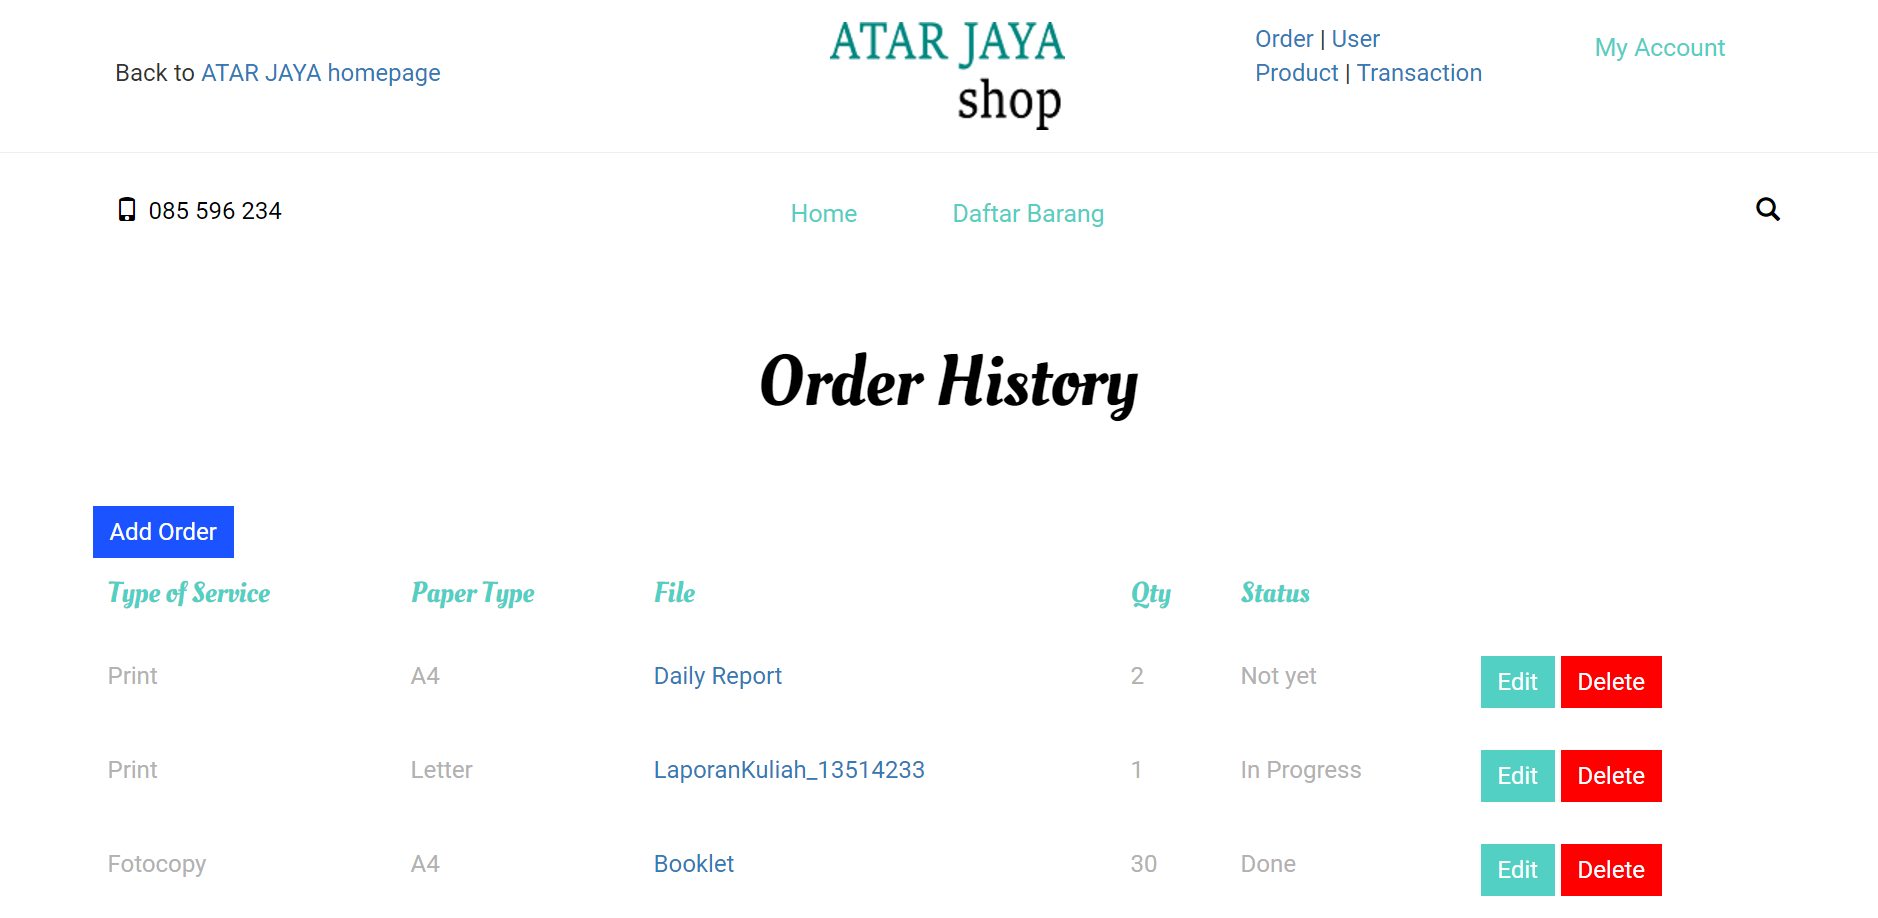 Back to ATAR JAYA homepage
ATAR JAYA
shop
Order | User
Product | Transaction
My Account
085 596 234
Home
Daftar Barang
Order History
Add Order
Type of Service Paper Type File Qty Status
Print A4 Daily Report 2 Not yet Edit Delete
Print Letter LaporanKuliah_13514233 1 In Progress Edit Delete
Fotocopy A4 Booklet 30 Done Edit Delete